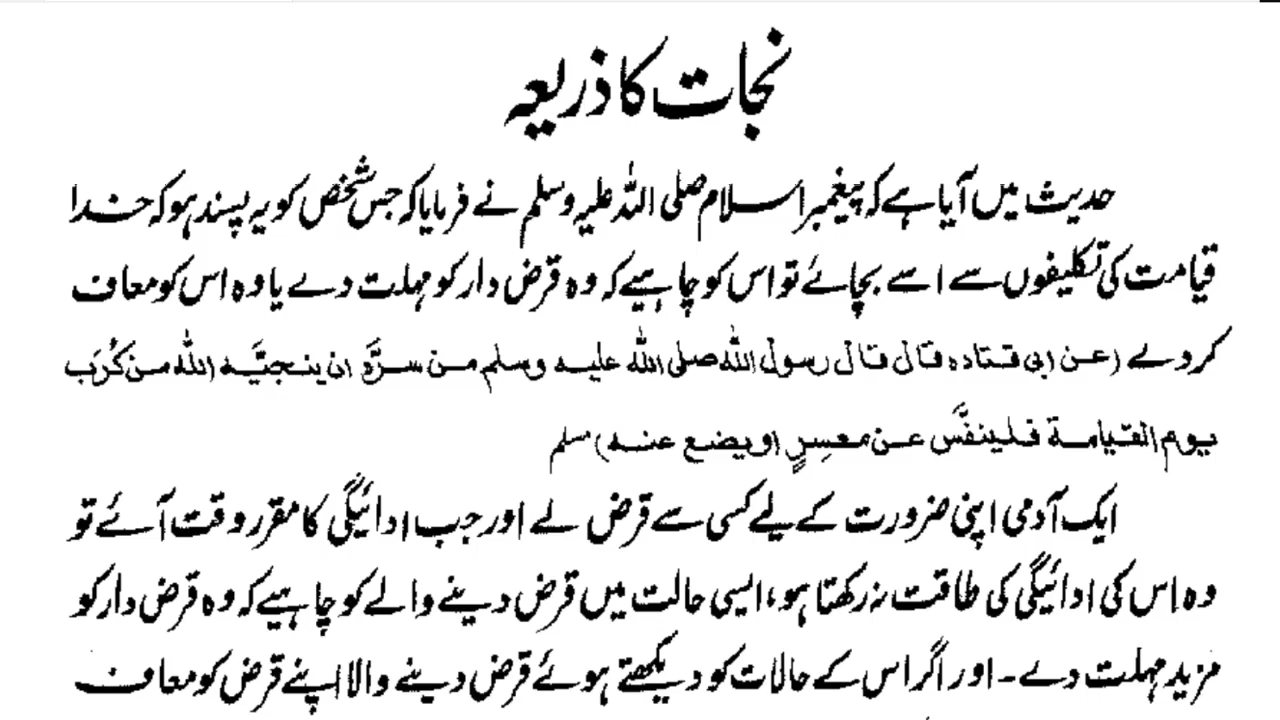 نجات کا ذریعہ
حدیث میں آیا ہے کہ پیغمبر اسلام صلی اللہ علیہ وسلم نے فرمایا کہ جس شخص کو یہ پسند ہو کہ خدا
قیامت کی تکلیفوں سے اسے بچائے تو اس کو چاہیے کہ وہ قرض دار کو مہلت دے یا وہ اس کو معاف
کر دے (عن ابی قتادہ قال قال رسول اللہ صلی اللہ علیہ وسلم من سرَّہ ان ینجیَّہ اللہ من کُرَب
یوم القیامة فلینفَّس عن معسِرٍ او یضع عنہ) مسلم
ایک آدمی اپنی ضرورت کے لیے کسی سے قرض لے اور جب ادائیگی کا مقرر وقت آئے تو
وہ اس کی ادائیگی کی طاقت نہ رکھتا ہو، ایسی حالت میں قرض دینے والے کو چاہیے کہ وہ قرض دار کو
مزید مہلت دے۔ اور اگر اس کے حالات کو دیکھتے ہوئے قرض دینے والا اپنے قرض کو معاف